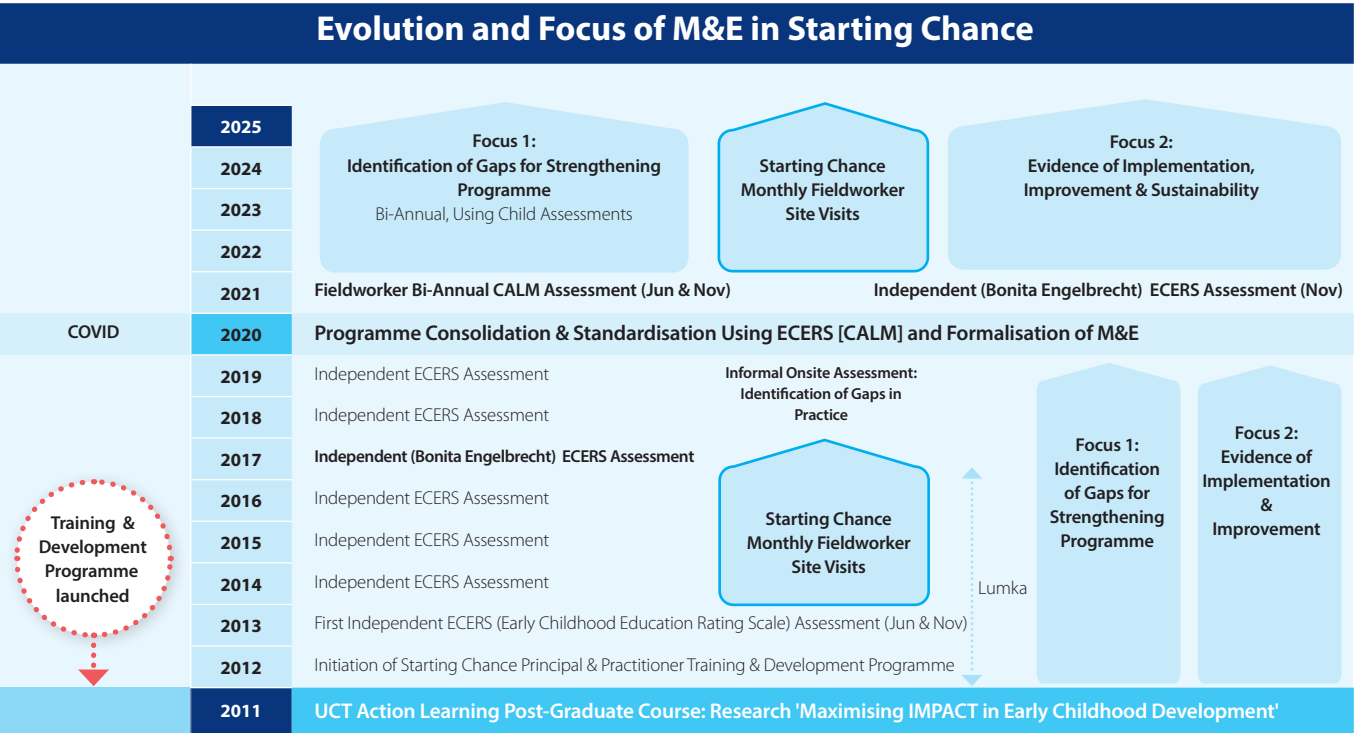 Evolution and Focus of M&E in Starting Chance
2025
2024
2023
2022
2021
2020
2019
2018
2017
2016
2015
2014
2013
2012
2011
Focus 1:
Identification of Gaps for Strengthening
Programme
Bi-Annual, Using Child Assessments
Starting Chance
Monthly Fieldworker
Site Visits
Focus 2:
Evidence of Implementation,
Improvement & Sustainability
Fieldworker Bi-Annual CALM Assessment (Jun & Nov)
Independent (Bonita Engelbrecht) ECERS Assessment (Nov)
COVID
Programme Consolidation & Standardisation Using ECERS [CALM] and Formalisation of M&E
Independent ECERS Assessment
Independent ECERS Assessment
Independent (Bonita Engelbrecht) ECERS Assessment
Independent ECERS Assessment
Independent ECERS Assessment
Independent ECERS Assessment
First Independent ECERS (Early Childhood Education Rating Scale) Assessment (Jun & Nov)
Initiation of Starting Chance Principal & Practitioner Training & Development Programme
Informal Onsite Assessment:
Identification of Gaps in
Practice
Starting Chance
Monthly Fieldworker
Site Visits
Lumka
Focus 1:
Identification
of Gaps for
Strengthening
Programme
Focus 2:
Evidence of
Implementation
&
Improvement
Training &
Development
Programme
launched
UCT Action Learning Post-Graduate Course: Research 'Maximising IMPACT in Early Childhood Development'